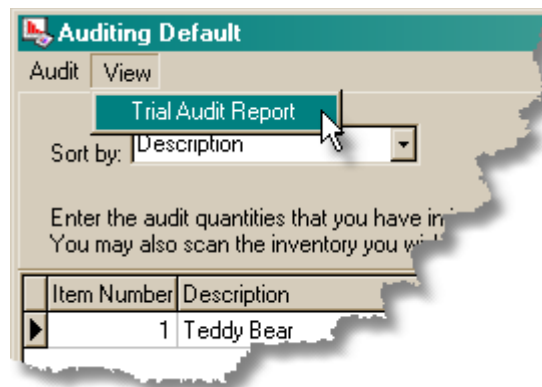 Auditing Default
Audit View
Trial Audit Report
Sort by: Description
Enter the audit quantities that you have in
You may also scan the inventory you
Item Number Description
1 Teddy Bear